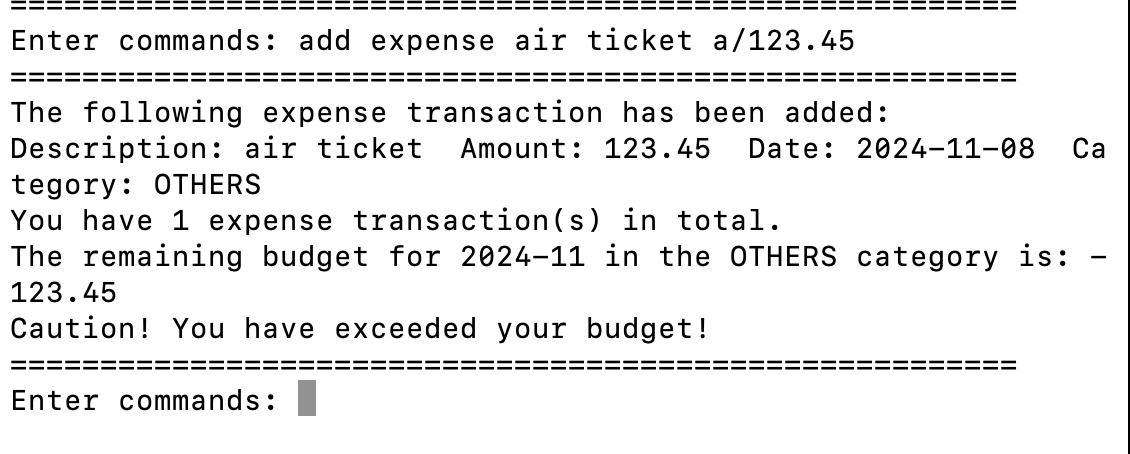 ========================================================
Enter commands: add expense air ticket a/123.45
========================================================
The following expense transaction has been added:
Description: air ticket  Amount: 123.45  Date: 2024-11-08  Ca
tegory: OTHERS
You have 1 expense transaction(s) in total.
The remaining budget for 2024-11 in the OTHERS category is: -
123.45
Caution! You have exceeded your budget!
========================================================
Enter commands: